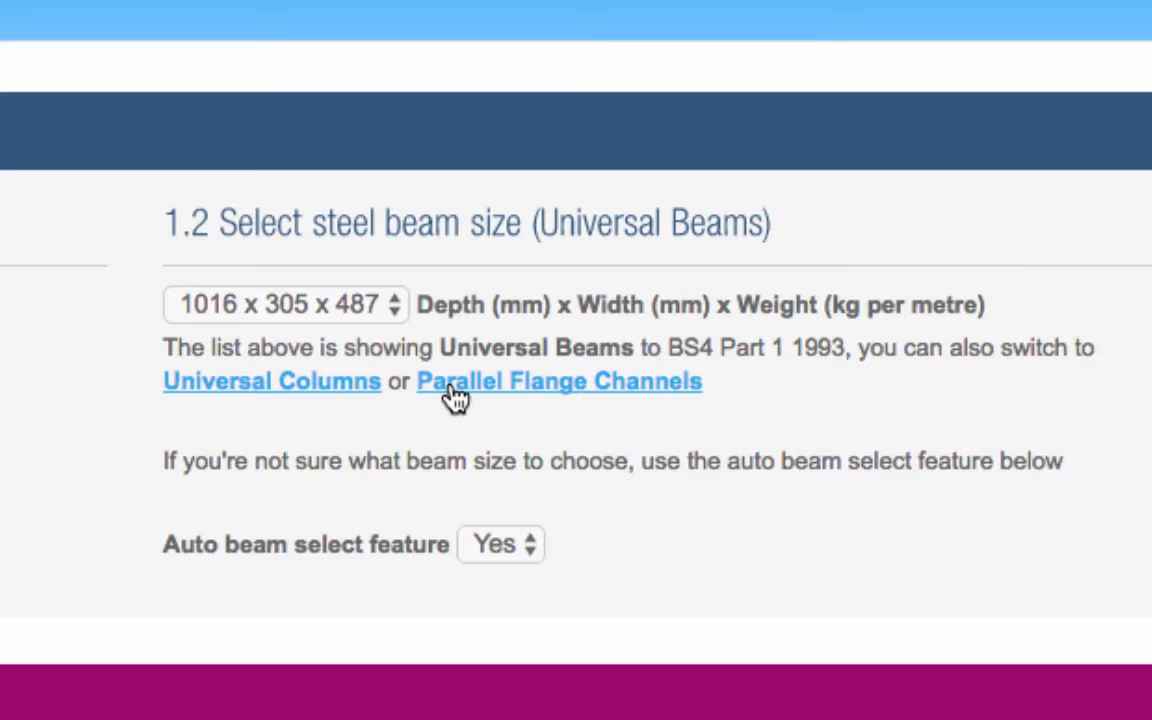 1.2 Select steel beam size (Universal Beams)
1016 x 305 x 487 Depth (mm) x Width (mm) x Weight (kg per metre)
The list above is showing Universal Beams to BS4 Part 1 1993, you can also switch to
Universal Columns or Parallel Flange Channels
If you're not sure what beam size to choose, use the auto beam select feature below
Auto beam select feature Yes